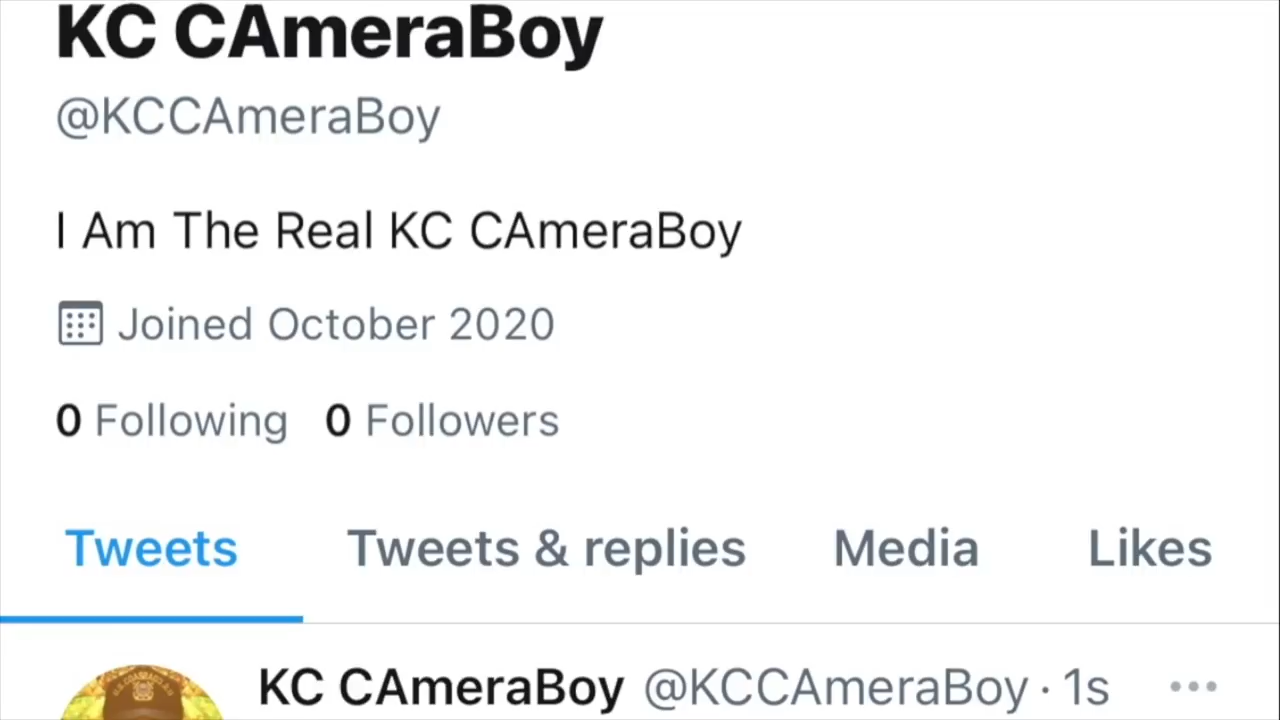 KC CAmeraBoy
@KCCAmeraBoy
I Am The Real KC CAmeraBoy
Joined October 2020
0 Following 0 Followers
Tweets Tweets & replies Media Likes
KC CAmeraBoy @KCCAmeraBoy · 1s